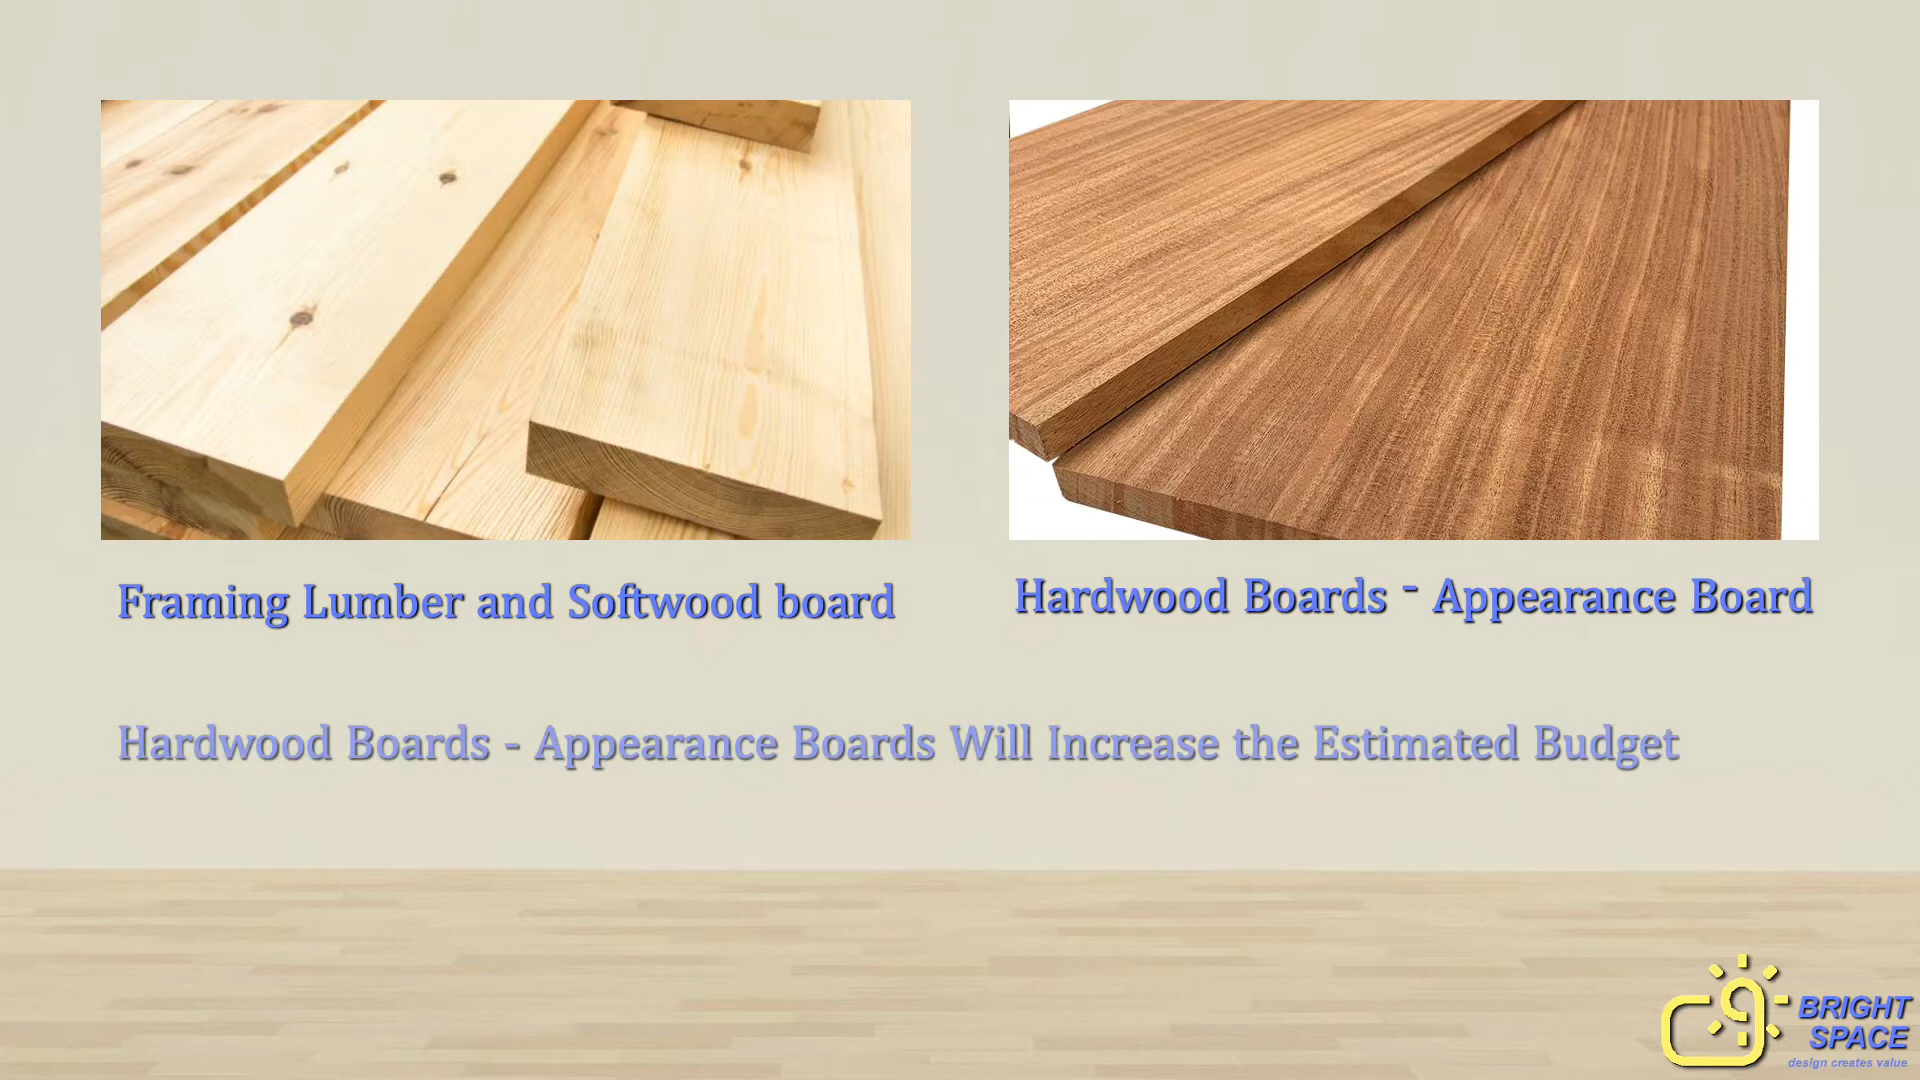 Framing Lumber and Softwood board
Hardwood Boards - Appearance Board
Hardwood Boards - Appearance Boards Will Increase the Estimated Budget
BRIGHT
SPACE
design creates value